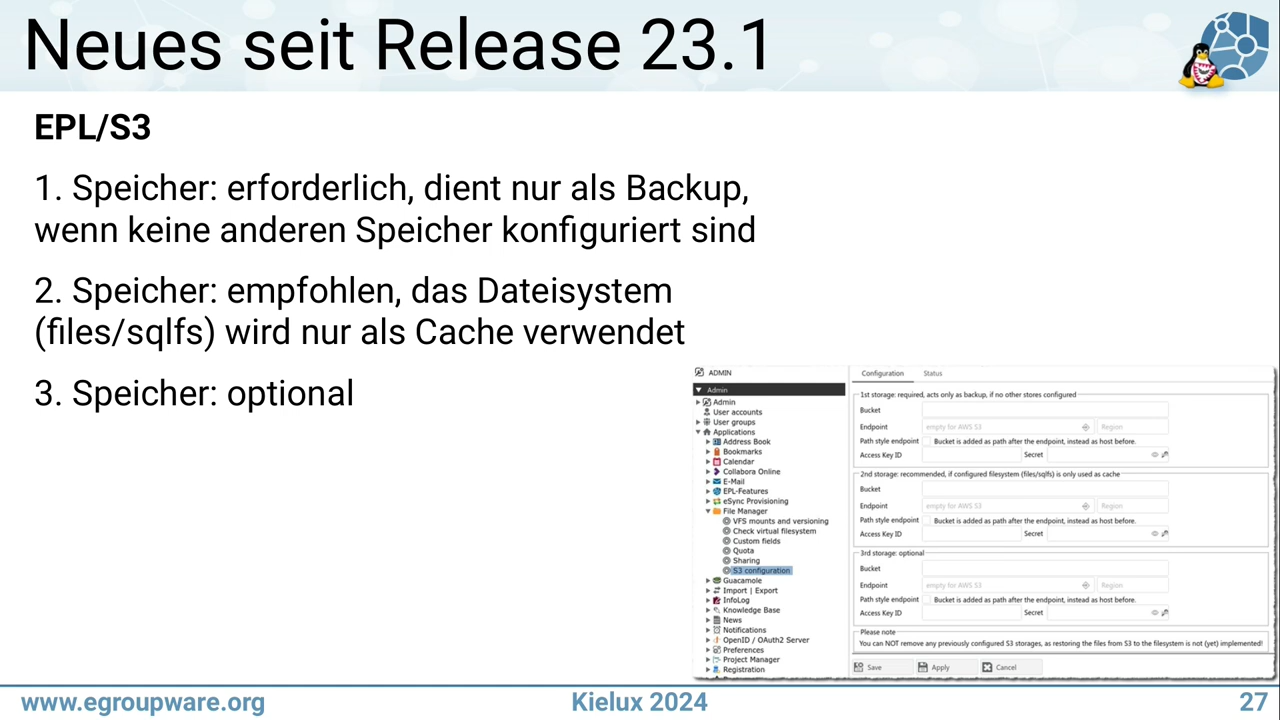 Neues seit Release 23.1
EPL/S3
1. Speicher: erforderlich, dient nur als Backup,
wenn keine anderen Speicher konfiguriert sind
2. Speicher: empfohlen, das Dateisystem
(files/sqlfs) wird nur als Cache verwendet
3. Speicher: optional
ADMIN
Admin
Admin
User accounts
User groups
Applications
Address Book
Bookmarks
Calendar
Collabora Online
E-Mail
EPL-Features
eSync Provisioning
File Manager
VFS mounts and versioning
Check virtual filesystem
Custom fields
Quota
Sharing
S3 configuration
Guacamole
Import | Export
InfoLog
Knowledge Base
News
Notifications
OpenID / OAuth2 Server
Preferences
Project Manager
Registration
Configuration Status
1st storage: required, acts only as backup, if no other stores configured
Bucket
Endpoint empty for AWS S3 Region
Path style endpoint Bucket is added as path after the endpoint, instead as host before.
Access Key ID Secret
2nd storage: recommended, if configured filesystem (files/sqlfs) is only used as cache
Bucket
Endpoint empty for AWS S3 Region
Path style endpoint Bucket is added as path after the endpoint, instead as host before.
Access Key ID Secret
3rd storage: optional
Bucket
Endpoint empty for AWS S3 Region
Path style endpoint Bucket is added as path after the endpoint, instead as host before.
Access Key ID Secret
Please note
You can NOT remove any previously configured S3 storages, as restoring the files from S3 to the filesystem is not (yet) implemented!
Save Apply Cancel
www.egroupware.org Kielux 2024 27